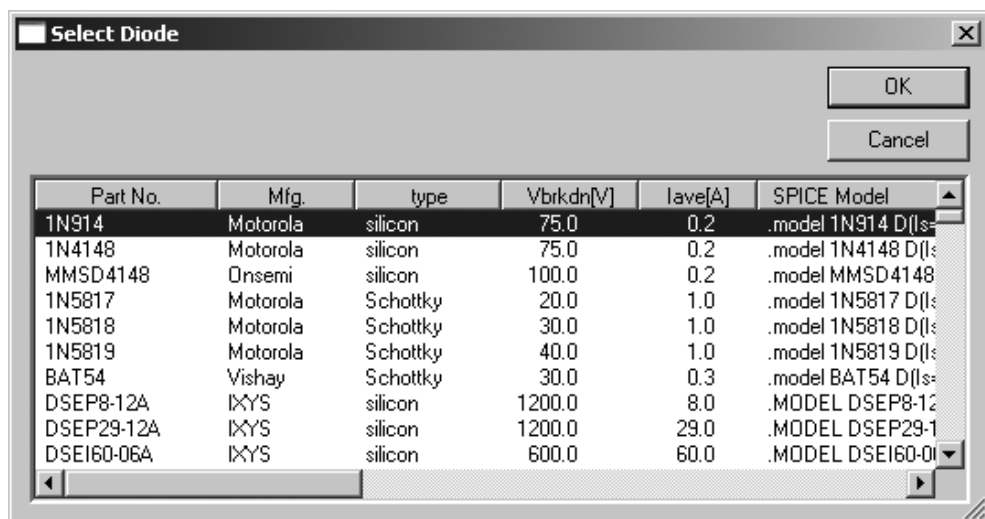 Select Diode
OK
Cancel
Part No. Mfg. type Vbrkdn[V] Iave[A] SPICE Model
1N914 Motorola silicon 75.0 0.2 .model 1N914 D(Is=
1N4148 Motorola silicon 75.0 0.2 .model 1N4148 D(Is
MMSD4148 Onsemi silicon 100.0 0.2 .model MMSD4148
1N5817 Motorola Schottky 20.0 1.0 .model 1N5817 D(Is
1N5818 Motorola Schottky 30.0 1.0 .model 1N5818 D(Is
1N5819 Motorola Schottky 40.0 1.0 .model 1N5819 D(Is
BAT54 Vishay Schottky 30.0 0.3 .model BAT54 D(Is=
DSEP8-12A IXYS silicon 1200.0 8.0 .MODEL DSEP8-12
DSEP29-12A IXYS silicon 1200.0 29.0 .MODEL DSEP29-1
DSEI60-06A IXYS silicon 600.0 60.0 .MODEL DSEI60-0